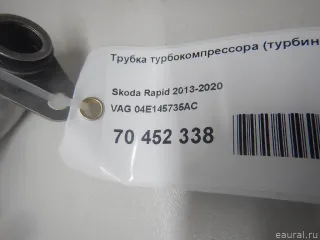 Трубка турбокомпрессора (турбин
Skoda Rapid 2013-2020
VAG 04E145735AC
70 452 338
eaural.ru